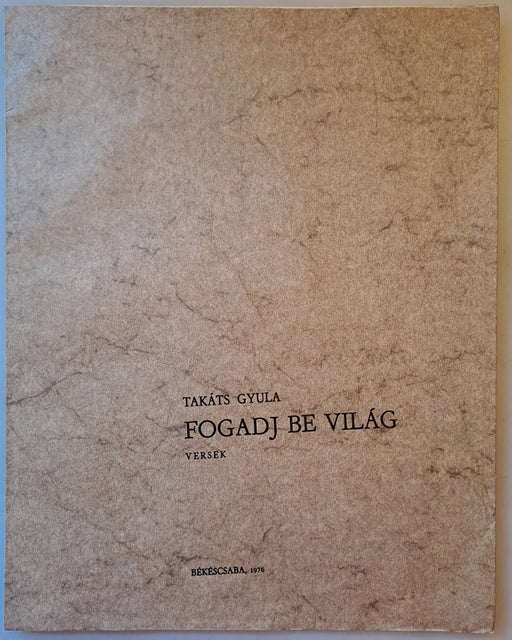 TAKÁTS GYULA
FOGADJ BE VILÁG
VERSEK
BÉKÉSCSABA, 1976